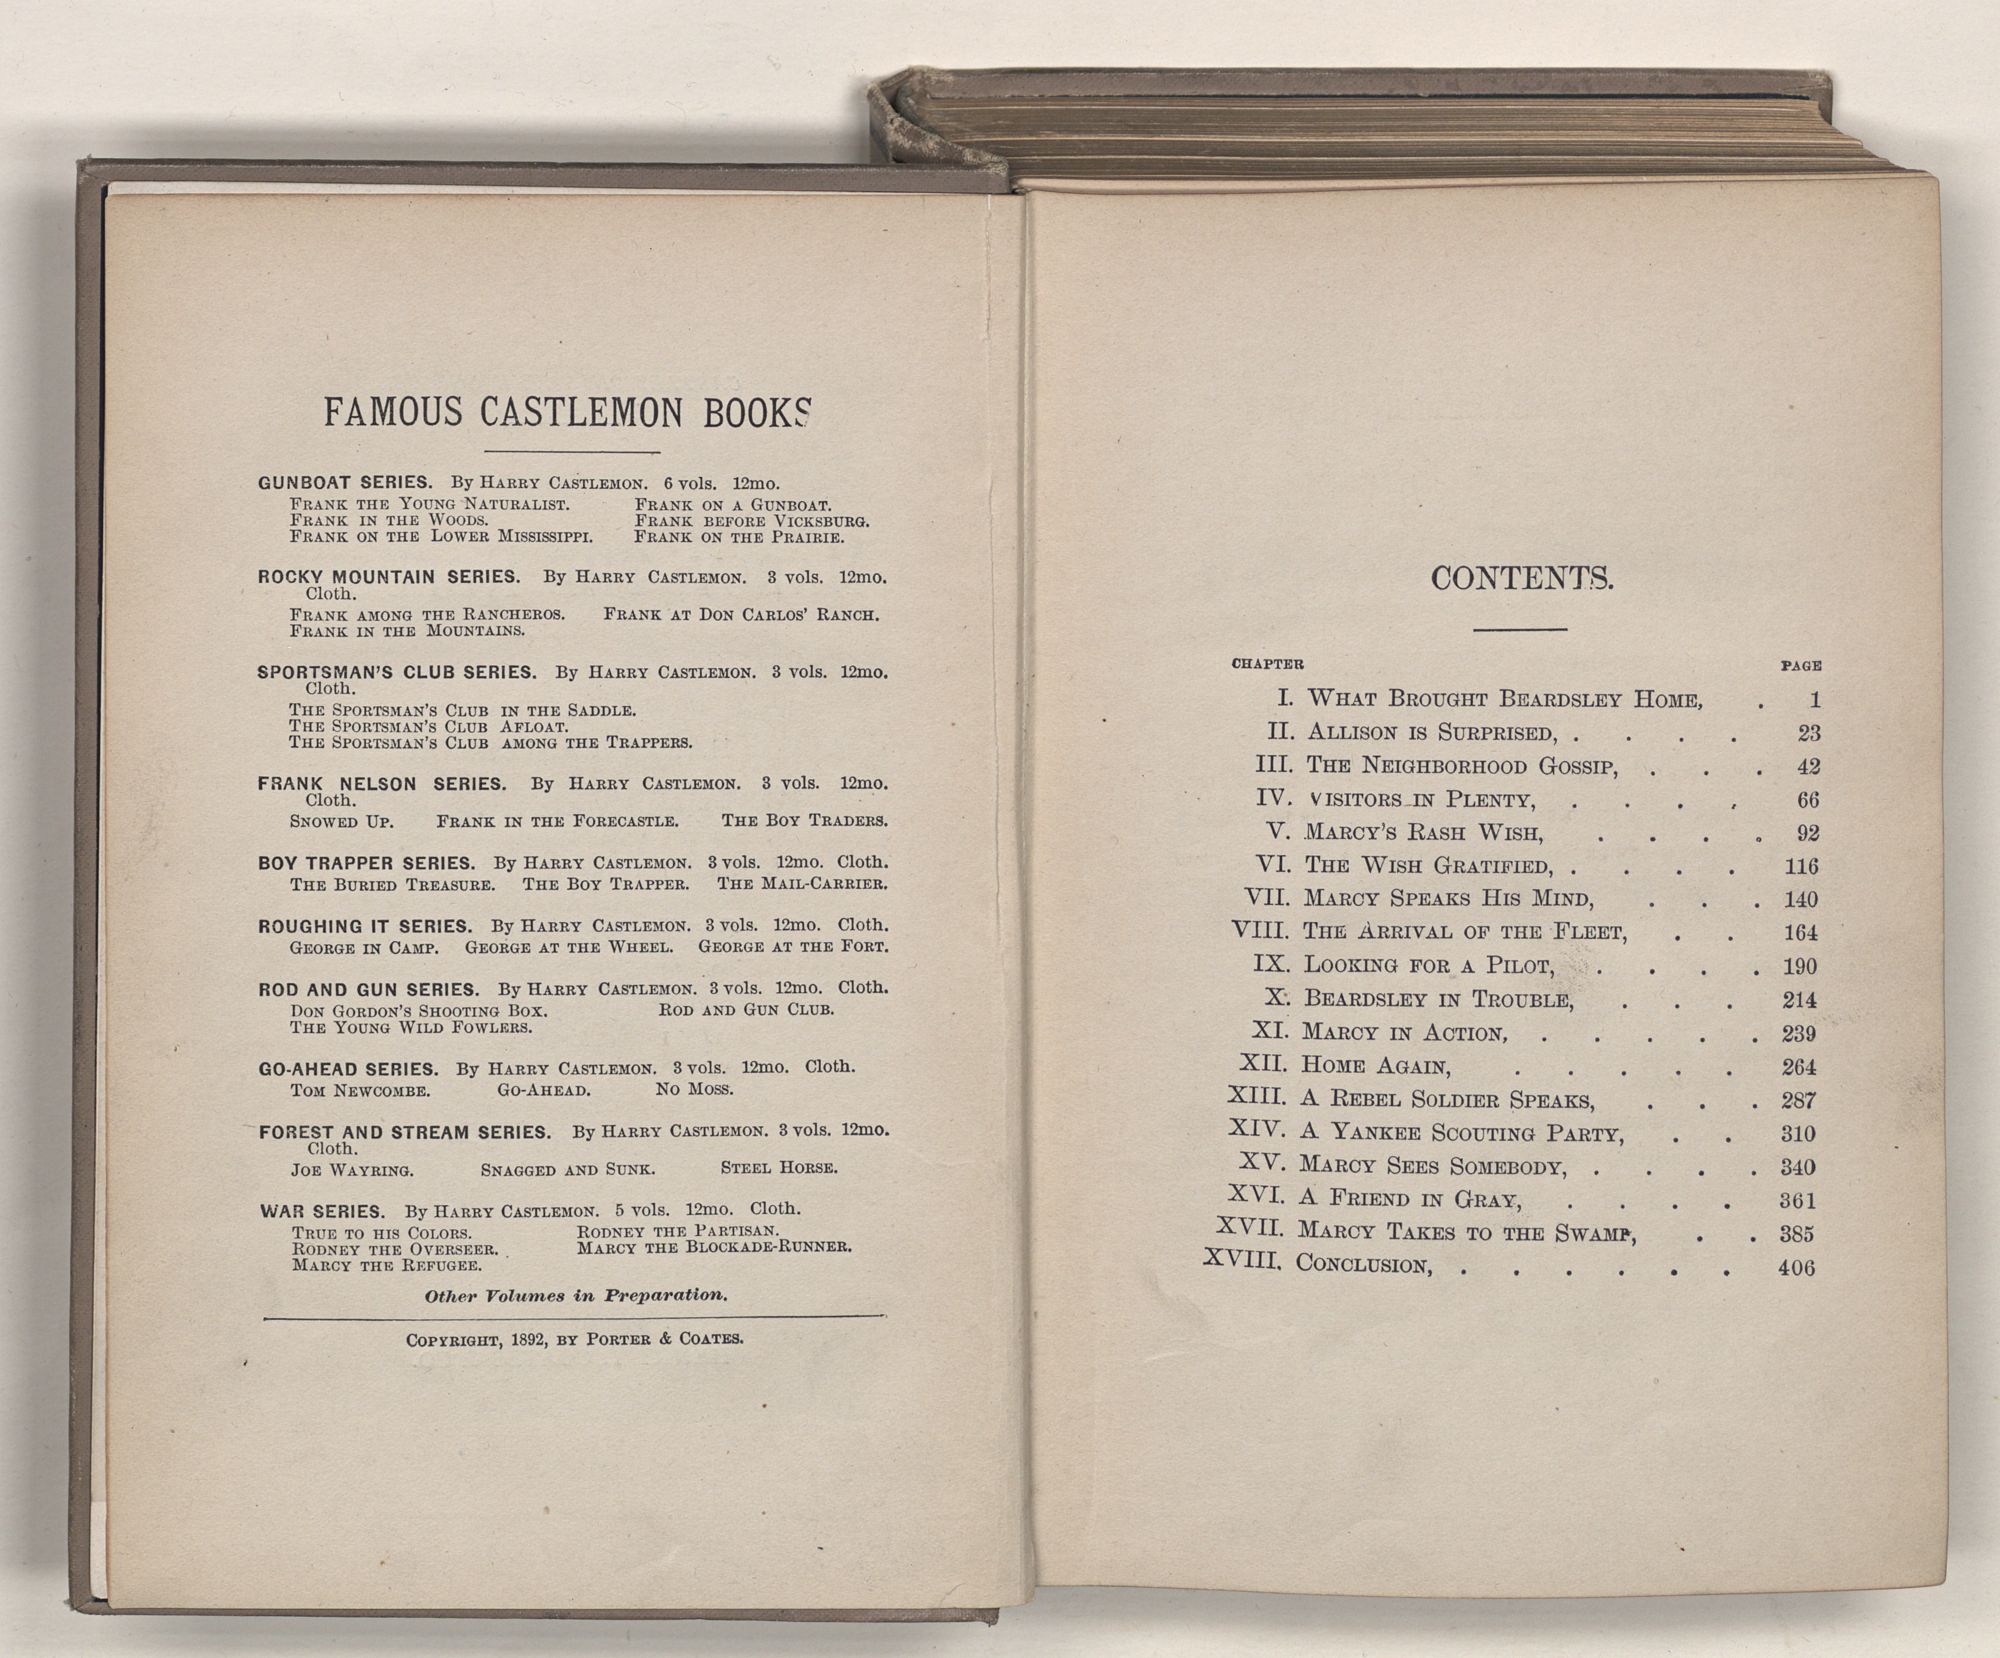 FAMOUS CASTLEMON BOOKS
GUNBOAT SERIES. By HARRY CASTLEMON. 6 vols. 12mo.
FRANK THE YOUNG NATURALIST. FRANK ON A GUNBOAT.
FRANK IN THE WOODS. FRANK BEFORE VICKSBURG.
FRANK ON THE LOWER MISSISSIPPI. FRANK ON THE PRAIRIE.
ROCKY MOUNTAIN SERIES. By HARRY CASTLEMON. 3 vols. 12mo.
Cloth.
FRANK AMONG THE RANCHEROS. FRANK AT DON CARLOS' RANCH.
FRANK IN THE MOUNTAINS.
SPORTSMAN'S CLUB SERIES. By HARRY CASTLEMON. 3 vols. 12mo.
Cloth.
THE SPORTSMAN'S CLUB IN THE SADDLE.
THE SPORTSMAN'S CLUB AFLOAT.
THE SPORTSMAN'S CLUB AMONG THE TRAPPERS.
FRANK NELSON SERIES. By HARRY CASTLEMON. 3 vols. 12mo.
Cloth.
SNOWED UP. FRANK IN THE FORECASTLE. THE BOY TRADERS.
BOY TRAPPER SERIES. By HARRY CASTLEMON. 3 vols. 12mo. Cloth.
THE BURIED TREASURE. THE BOY TRAPPER. THE MAIL-CARRIER.
ROUGHING IT SERIES. By HARRY CASTLEMON. 3 vols. 12mo. Cloth.
GEORGE IN CAMP. GEORGE AT THE WHEEL. GEORGE AT THE FORT.
ROD AND GUN SERIES. By HARRY CASTLEMON. 3 vols. 12mo. Cloth.
DON GORDON'S SHOOTING BOX. ROD AND GUN CLUB.
THE YOUNG WILD FOWLERS.
GO-AHEAD SERIES. By HARRY CASTLEMON. 3 vols. 12mo. Cloth.
TOM NEWCOMBE. GO-AHEAD. NO MOSS.
FOREST AND STREAM SERIES. By HARRY CASTLEMON. 3 vols. 12mo.
Cloth.
JOE WAYRING. SNAGGED AND SUNK. STEEL HORSE.
WAR SERIES. By HARRY CASTLEMON. 5 vols. 12mo. Cloth.
TRUE TO HIS COLORS. RODNEY THE PARTISAN.
RODNEY THE OVERSEER. MARCY THE BLOCKADE-RUNNER.
MARCY THE REFUGEE.
Other Volumes in Preparation.
COPYRIGHT, 1892, BY PORTER & COATES.
CONTENTS.
CHAPTER PAGE
I. WHAT BROUGHT BEARDSLEY HOME, . 1
II. ALLISON IS SURPRISED, . . . . 23
III. THE NEIGHBORHOOD GOSSIP, . . . 42
IV. VISITORS IN PLENTY, . . . . 66
V. MARCY'S RASH WISH, . . . . 92
VI. THE WISH GRATIFIED, . . . . 116
VII. MARCY SPEAKS HIS MIND, . . . 140
VIII. THE ARRIVAL OF THE FLEET, . . 164
IX. LOOKING FOR A PILOT, . . . . 190
X. BEARDSLEY IN TROUBLE, . . . 214
XI. MARCY IN ACTION, . . . . . 239
XII. HOME AGAIN, . . . . . 264
XIII. A REBEL SOLDIER SPEAKS, . . . 287
XIV. A YANKEE SCOUTING PARTY, . . 310
XV. MARCY SEES SOMEBODY, . . . . 340
XVI. A FRIEND IN GRAY, . . . . 361
XVII. MARCY TAKES TO THE SWAMP, . . 385
XVIII. CONCLUSION, . . . . . . 406